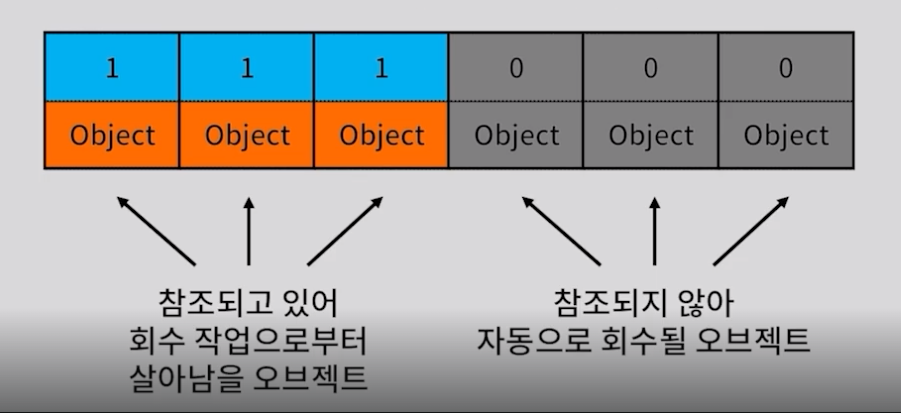 1 1 1 0 0 0
Object Object Object Object Object Object
참조되고 있어
회수 작업으로부터
살아남을 오브젝트
참조되지 않아
자동으로 회수될 오브젝트